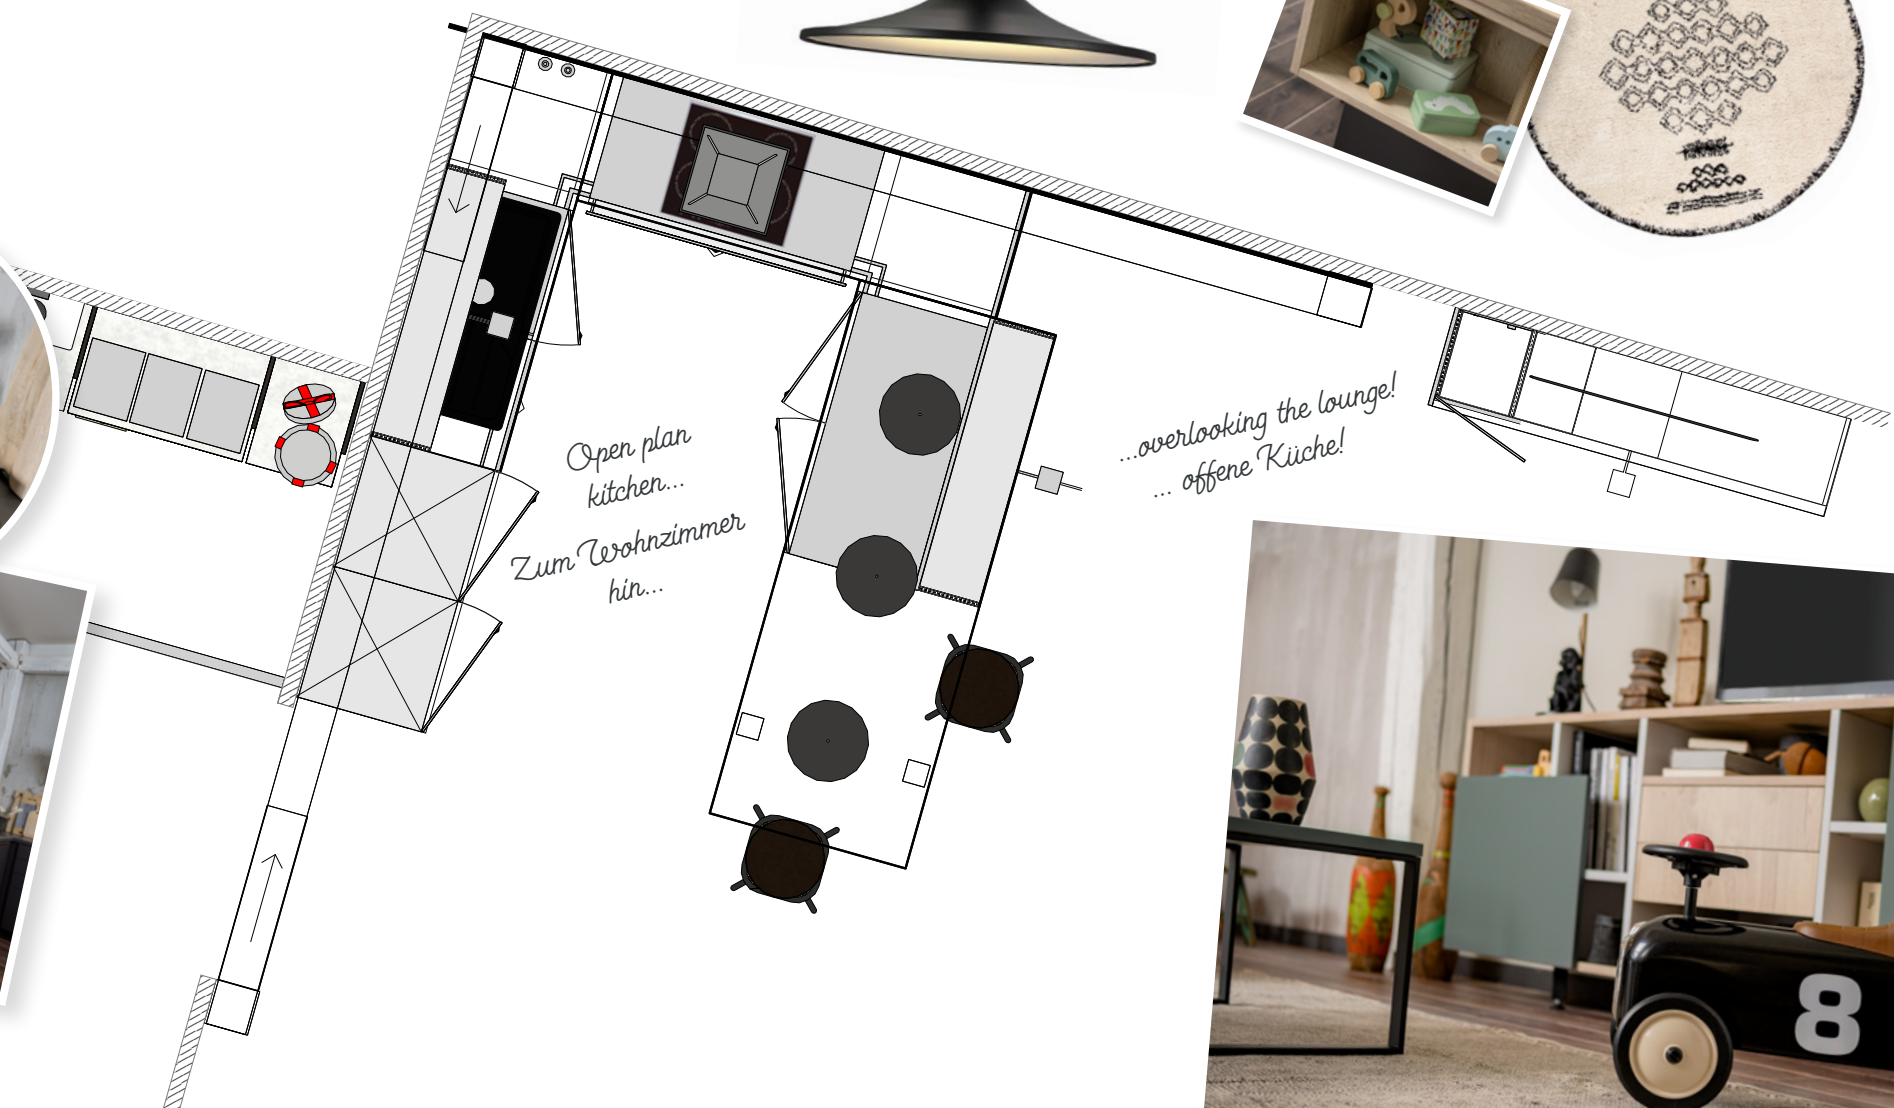 Open plan
kitchen...
Zum Wohnzimmer
hin...
...overlooking the lounge!
... offene Küche!
8